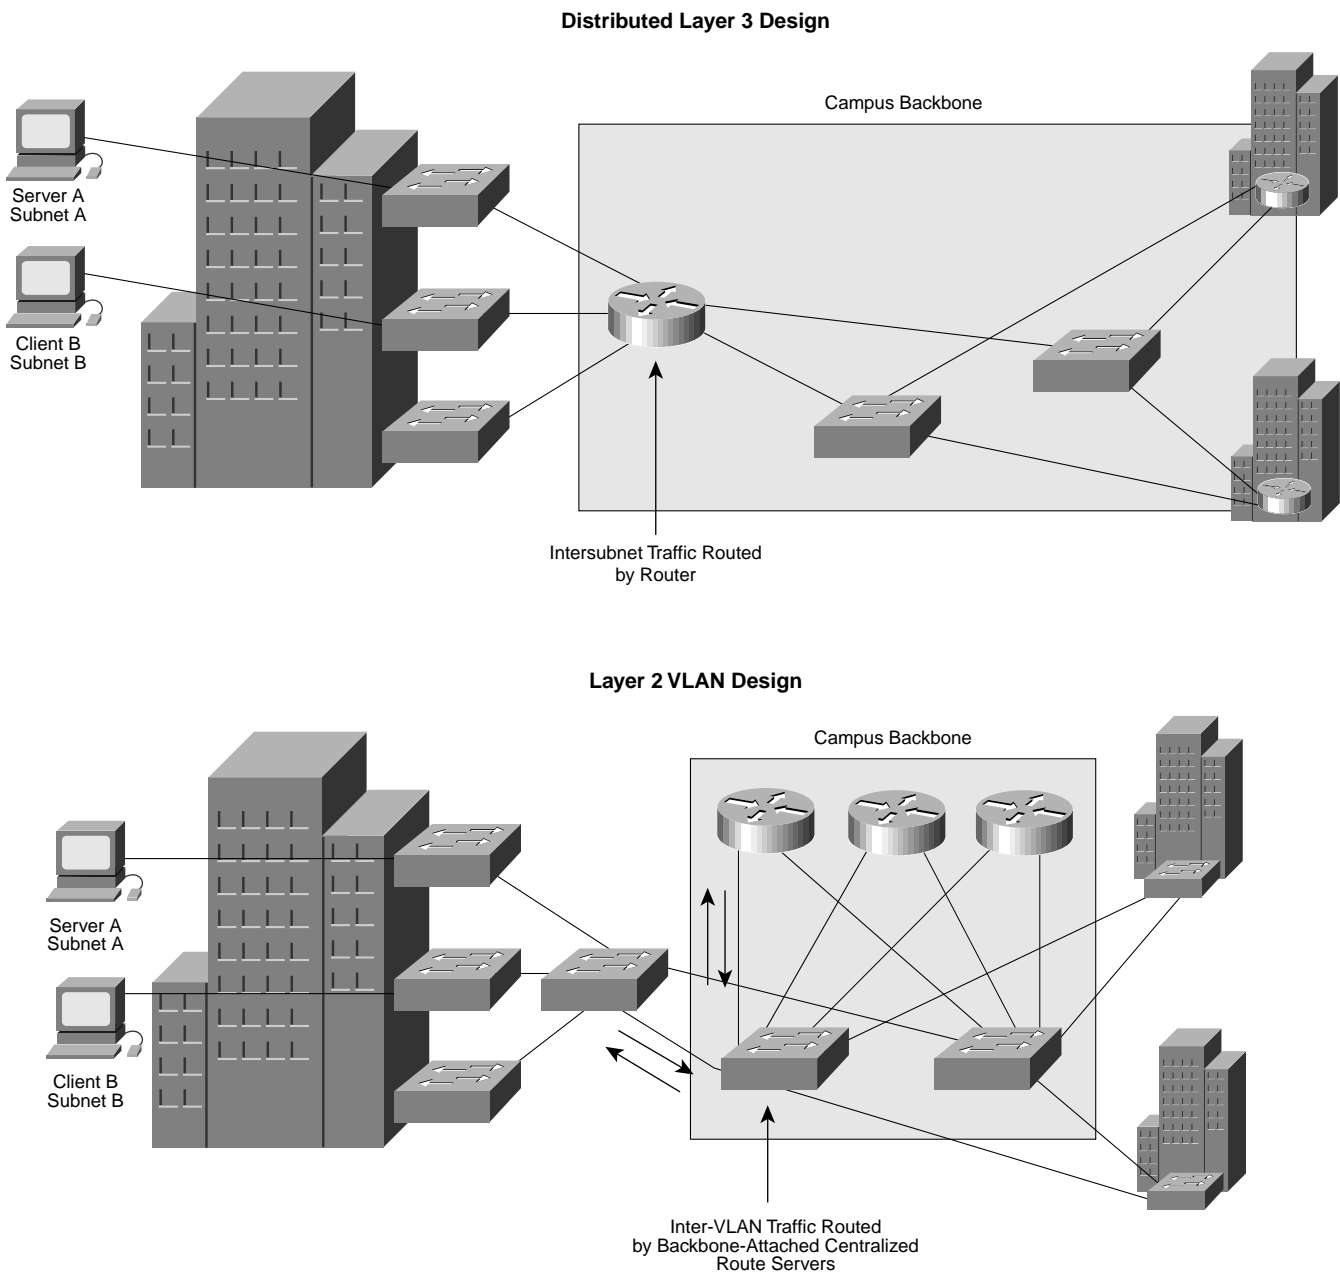 Distributed Layer 3 Design
Campus Backbone
Server A
Subnet A
Client B
Subnet B
Intersubnet Traffic Routed
by Router
Layer 2 VLAN Design
Campus Backbone
Server A
Subnet A
Client B
Subnet B
Inter-VLAN Traffic Routed
by Backbone-Attached Centralized
Route Servers